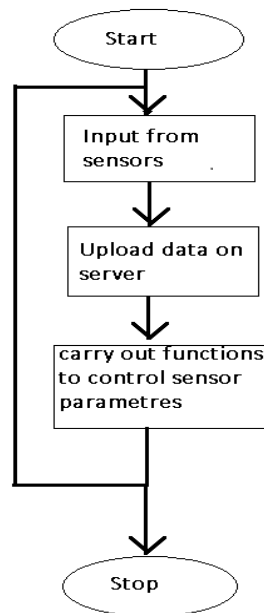 Start
Input from
sensors
Upload data on
server
carry out functions
to control sensor
parametres
Stop